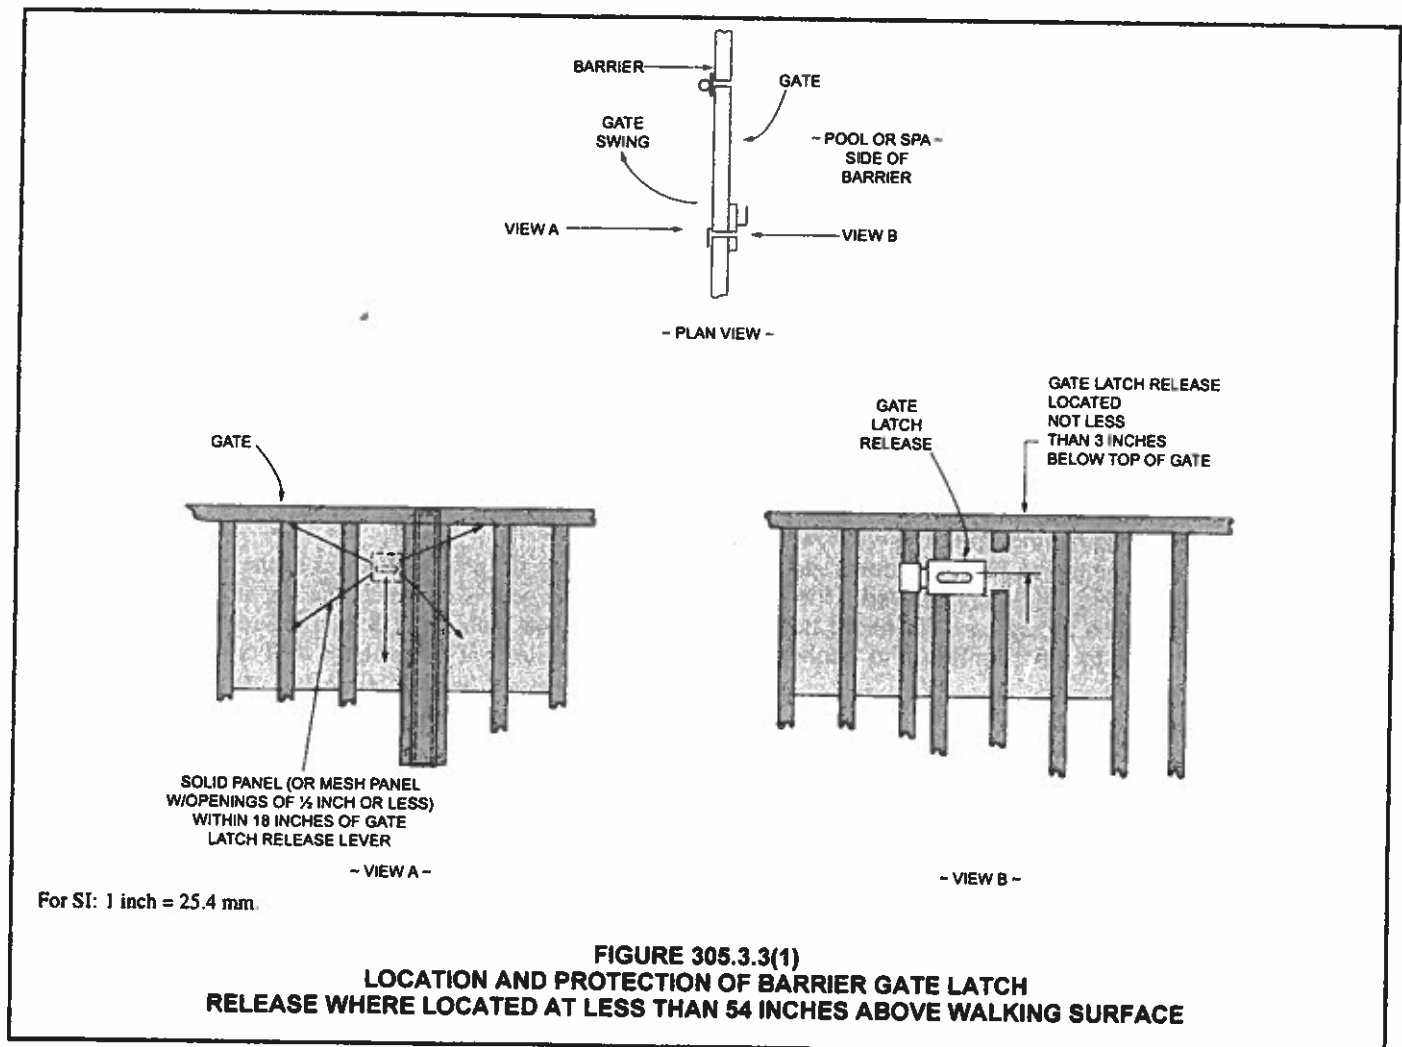 BARRIER
GATE
GATE
SWING
~ POOL OR SPA ~
SIDE OF
BARRIER
VIEW A
VIEW B
~ PLAN VIEW ~
GATE
GATE
LATCH
RELEASE
GATE LATCH RELEASE
LOCATED
NOT LESS
THAN 3 INCHES
BELOW TOP OF GATE
SOLID PANEL (OR MESH PANEL
W/OPENINGS OF ½ INCH OR LESS)
WITHIN 18 INCHES OF GATE
LATCH RELEASE LEVER
~ VIEW A ~
~ VIEW B ~
For SI: 1 inch = 25.4 mm.
FIGURE 305.3.3(1)
LOCATION AND PROTECTION OF BARRIER GATE LATCH
RELEASE WHERE LOCATED AT LESS THAN 54 INCHES ABOVE WALKING SURFACE